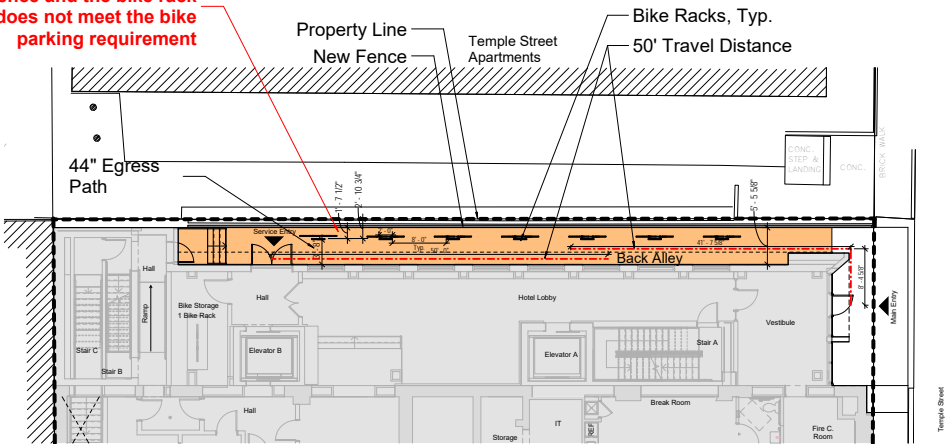 does not meet the bike
parking requirement
Property Line
New Fence
Temple Street
Apartments
Bike Racks, Typ.
50' Travel Distance
44" Egress
Path
CONC.
STEP &
LANDING
CONC.
BRICK WALK
1'- 7 1/2"
2'- 10 3/4"
5'- 5 5/8"
Service Entry
8'- 0"
Typ.
50'- 0"
41'- 7 5/8"
8'- 4 5/8"
Back Alley
Hall
Ramp
Stair C
Stair B
Bike Storage
1 Bike Rack
Hall
Elevator B
Hotel Lobby
Elevator A
Stair A
Vestibule
Main Entry
Hall
Storage
IT
REF.
Break Room
Fire C.
Room
Temple Street